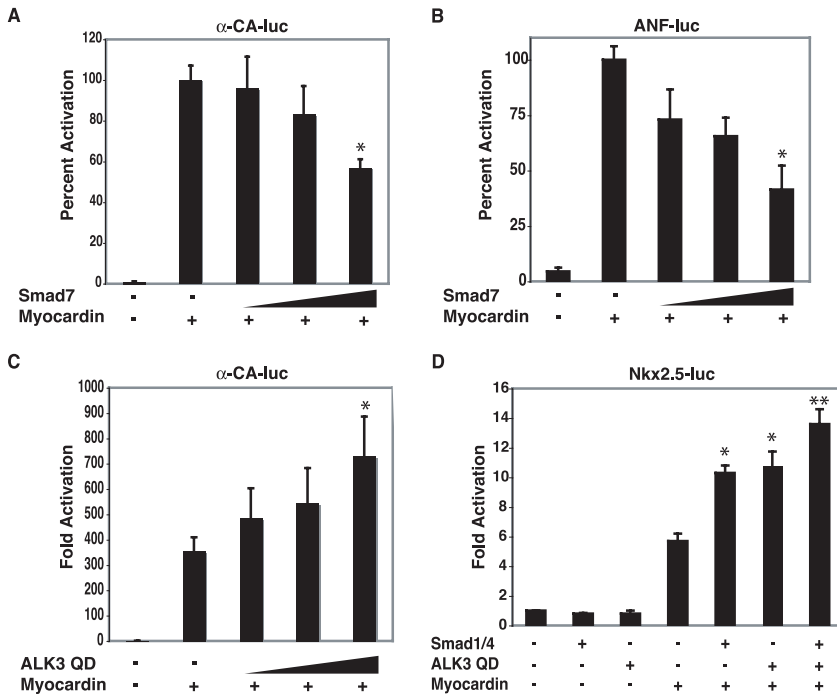 A
α-CA-luc
Percent Activation
120
100
80
60
40
20
0
*
Smad7 - -
Myocardin - + + + +
B
ANF-luc
Percent Activation
100
75
50
25
0
*
Smad7 - -
Myocardin - + + + +
C
α-CA-luc
Fold Activation
1000
900
800
700
600
500
400
300
200
100
0
*
ALK3 QD - -
Myocardin - + + + +
D
Nkx2.5-luc
Fold Activation
16
14
12
10
8
6
4
2
0
* * **
Smad1/4 - + - - + - +
ALK3 QD - - + - - + +
Myocardin - - - + + + +